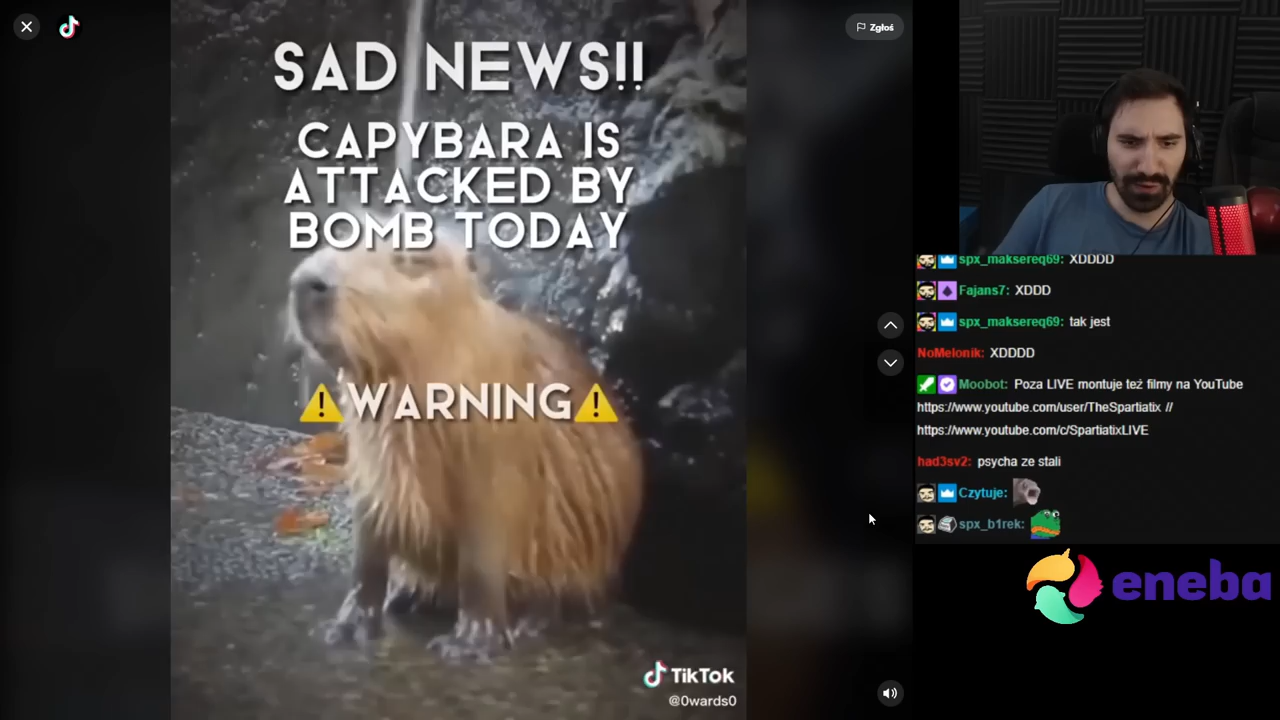 Zgłoś
SAD NEWS!!
CAPYBARA IS
ATTACKED BY
BOMB TODAY
⚠️WARNING⚠️
TikTok
@0wards0
spx_maksereq69: XDDDD
Fajans7: XDDD
spx_maksereq69: tak jest
NoMelonik: XDDDD
Moobot: Poza LIVE montuje też filmy na YouTube
https://www.youtube.com/user/TheSpartiatix //
https://www.youtube.com/c/SpartiatixLIVE
had3sv2: psycha ze stali
Czytuje:
spx_b1rek:
eneba